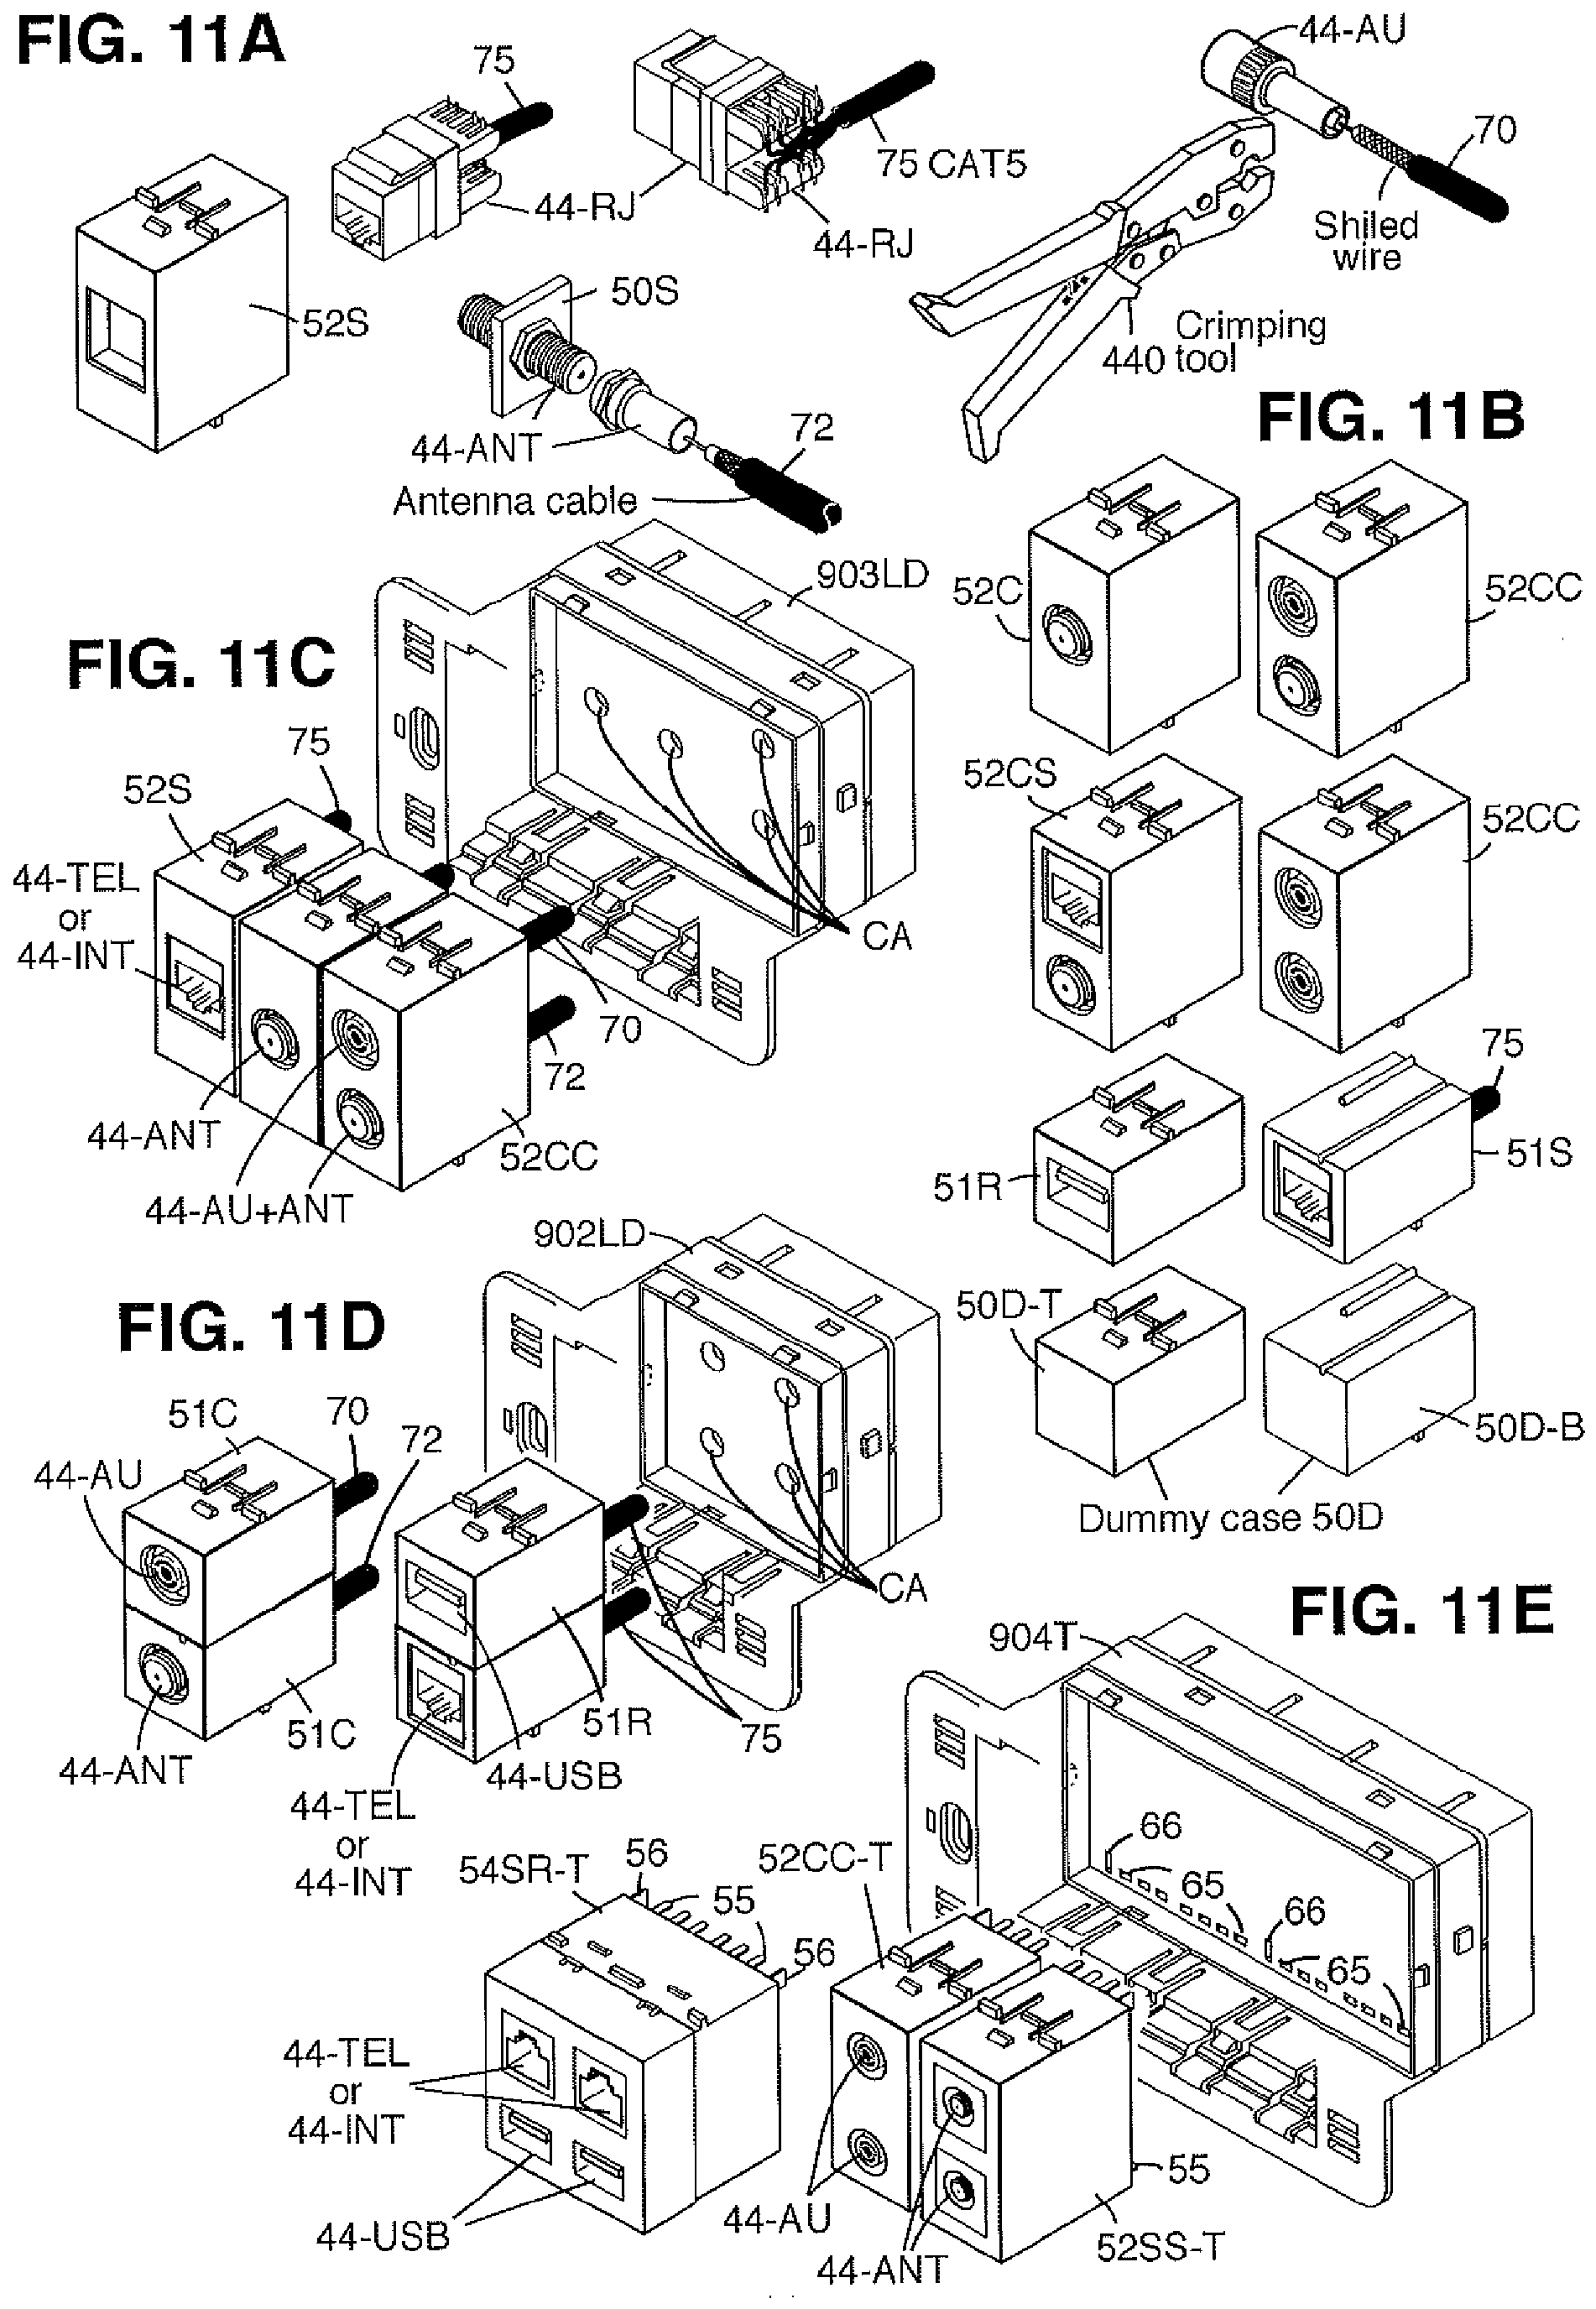 FIG. 11A
75
44-AU
70
75 CAT5
44-RJ
44-RJ
Shiled
wire
52S
50S
Crimping
440 tool
44-ANT
72
Antenna cable
FIG. 11B
52C
52CC
52CS
52CC
75
51R
51S
50D-T
50D-B
Dummy case 50D
FIG. 11C
903LD
75
52S
44-TEL
or
44-INT
CA
70
72
44-ANT
52CC
44-AU+ANT
FIG. 11D
902LD
51C
70
72
44-AU
CA
51R
75
51C
44-ANT
44-USB
44-TEL
or
44-INT
FIG. 11E
904T
54SR-T
56
55
56
52CC-T
66
65
66
65
44-TEL
or
44-INT
44-USB
44-AU
44-ANT
55
52SS-T